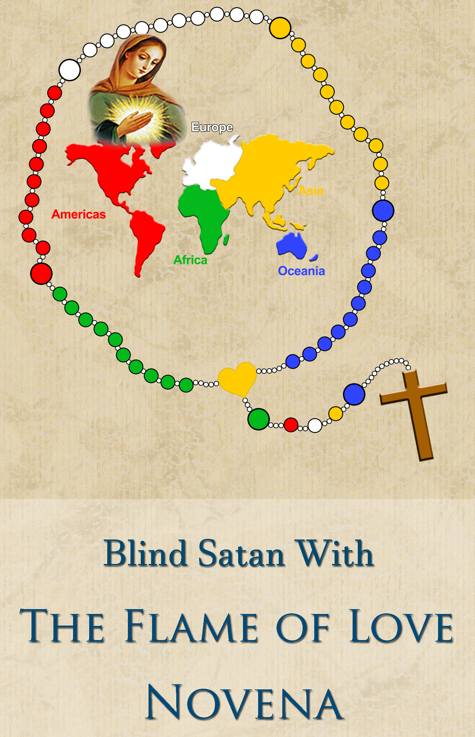 Europe
Asia
Americas
Africa
Oceania
Blind Satan With
The Flame of Love
Novena